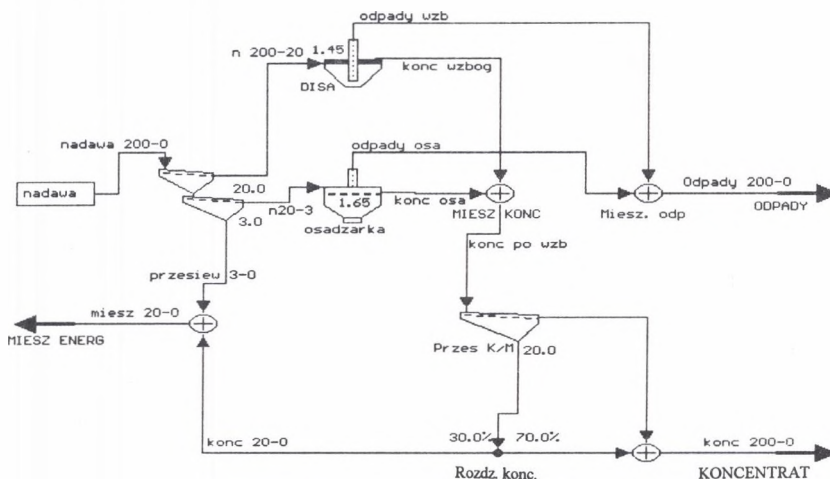 odpady wzb
n 200-20
1.45
konc wzbog
DISA
nadawa 200-0
odpady osa
nadawa
20.0
3.0
n20-3
1.65
konc osa
osadzarka
MIESZ KONC
Miesz. odp
Odpady 200-0
ODPADY
konc po wzb
przesiew 3-0
miesz 20-0
MIESZ ENERG
Przes K/M
20.0
konc 20-0
30.0%
70.0%
konc 200-0
Rozdz. konc.
KONCENTRAT